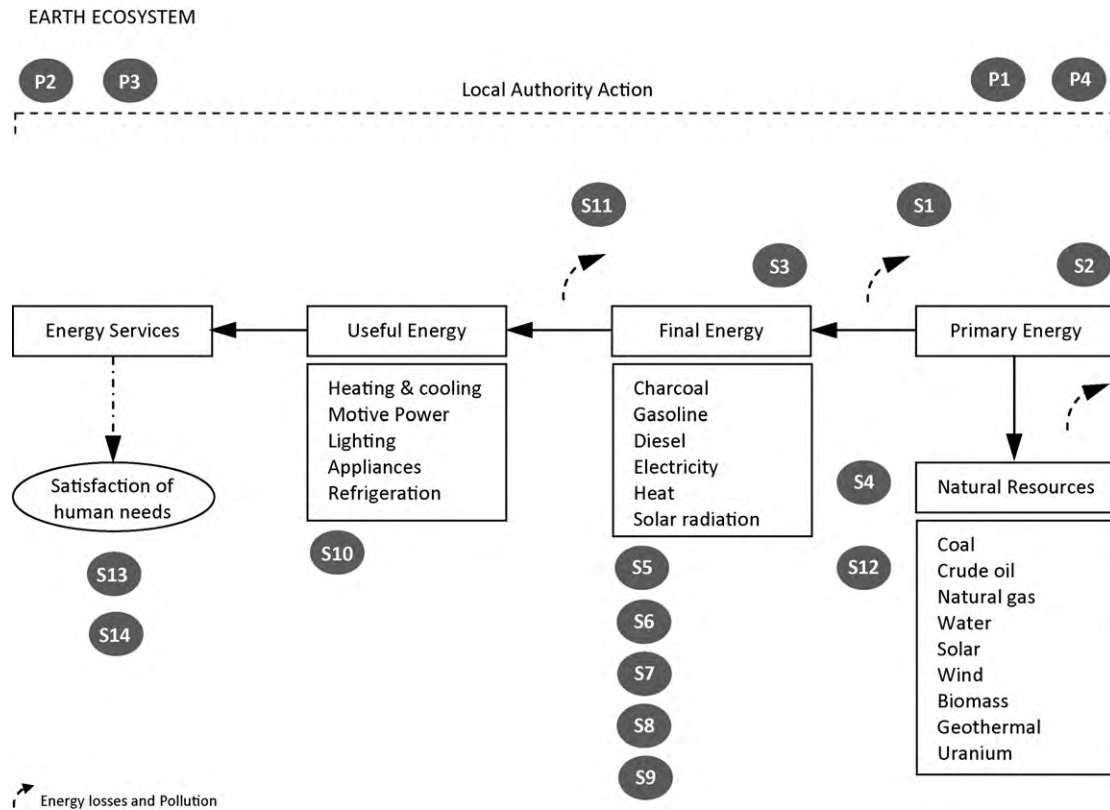 EARTH ECOSYSTEM
P2
P3
Local Authority Action
P1
P4
S11
S1
S3
S2
Energy Services
Useful Energy
Final Energy
Primary Energy
Heating & cooling
Motive Power
Lighting
Appliances
Refrigeration
Charcoal
Gasoline
Diesel
Electricity
Heat
Solar radiation
Satisfaction of
human needs
S4
Natural Resources
S10
S5
S12
S13
S14
S6
S7
S8
S9
Coal
Crude oil
Natural gas
Water
Solar
Wind
Biomass
Geothermal
Uranium
Energy losses and Pollution